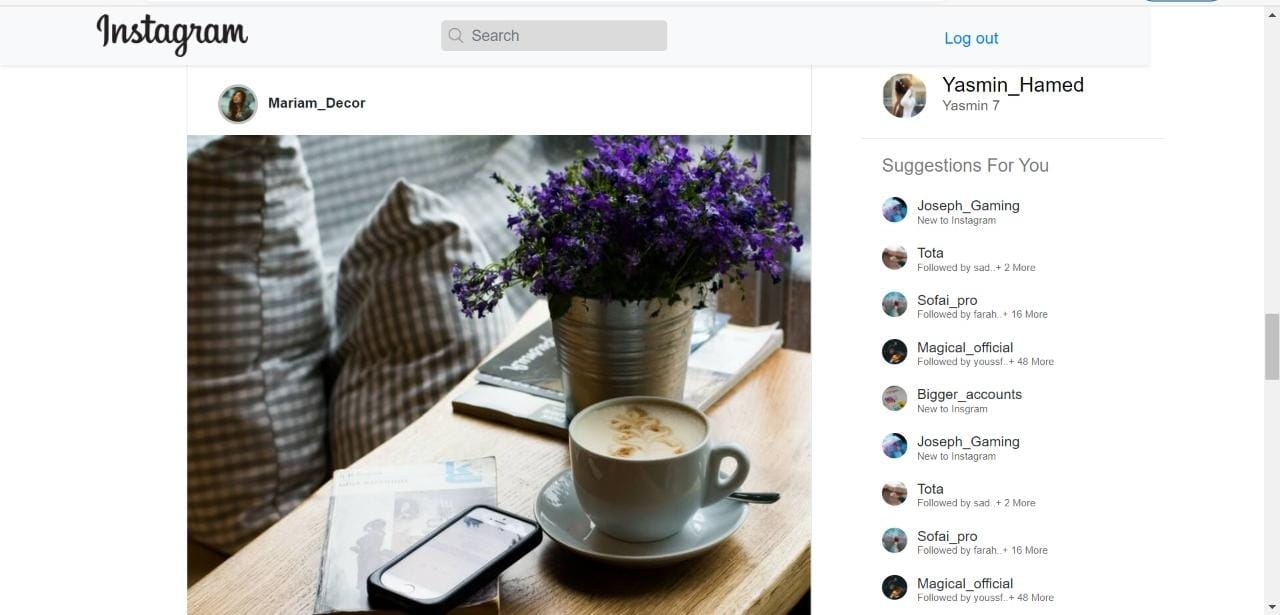 Instagram
Search
Log out
Mariam_Decor
Yasmin_Hamed
Yasmin 7
Suggestions For You
Joseph_Gaming
New to Instagram
Tota
Followed by sad..+ 2 More
Sofai_pro
Followed by farah..+ 16 More
Magical_official
Followed by youssf..+ 48 More
Bigger_accounts
New to Insgram
Joseph_Gaming
New to Instagram
Tota
Followed by sad..+ 2 More
Sofai_pro
Followed by farah..+ 16 More
Magical_official
Followed by youssf..+ 48 More